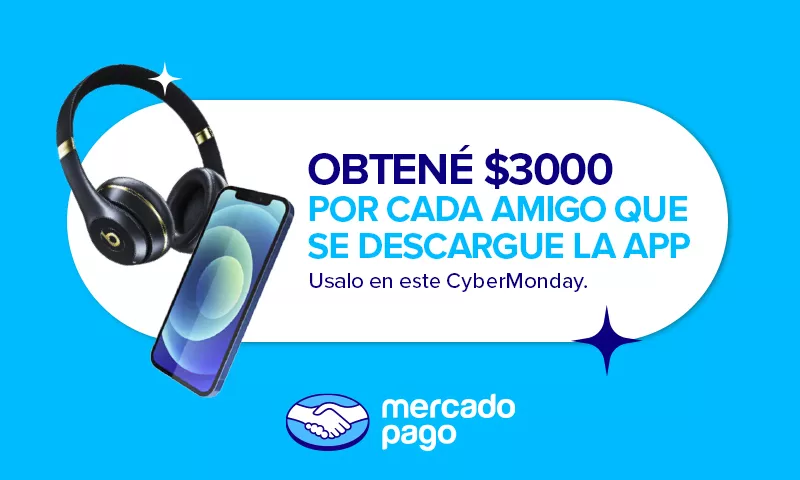 OBTENÉ $3000
POR CADA AMIGO QUE
SE DESCARGUE LA APP
Usalo en este CyberMonday.
mercado
pago